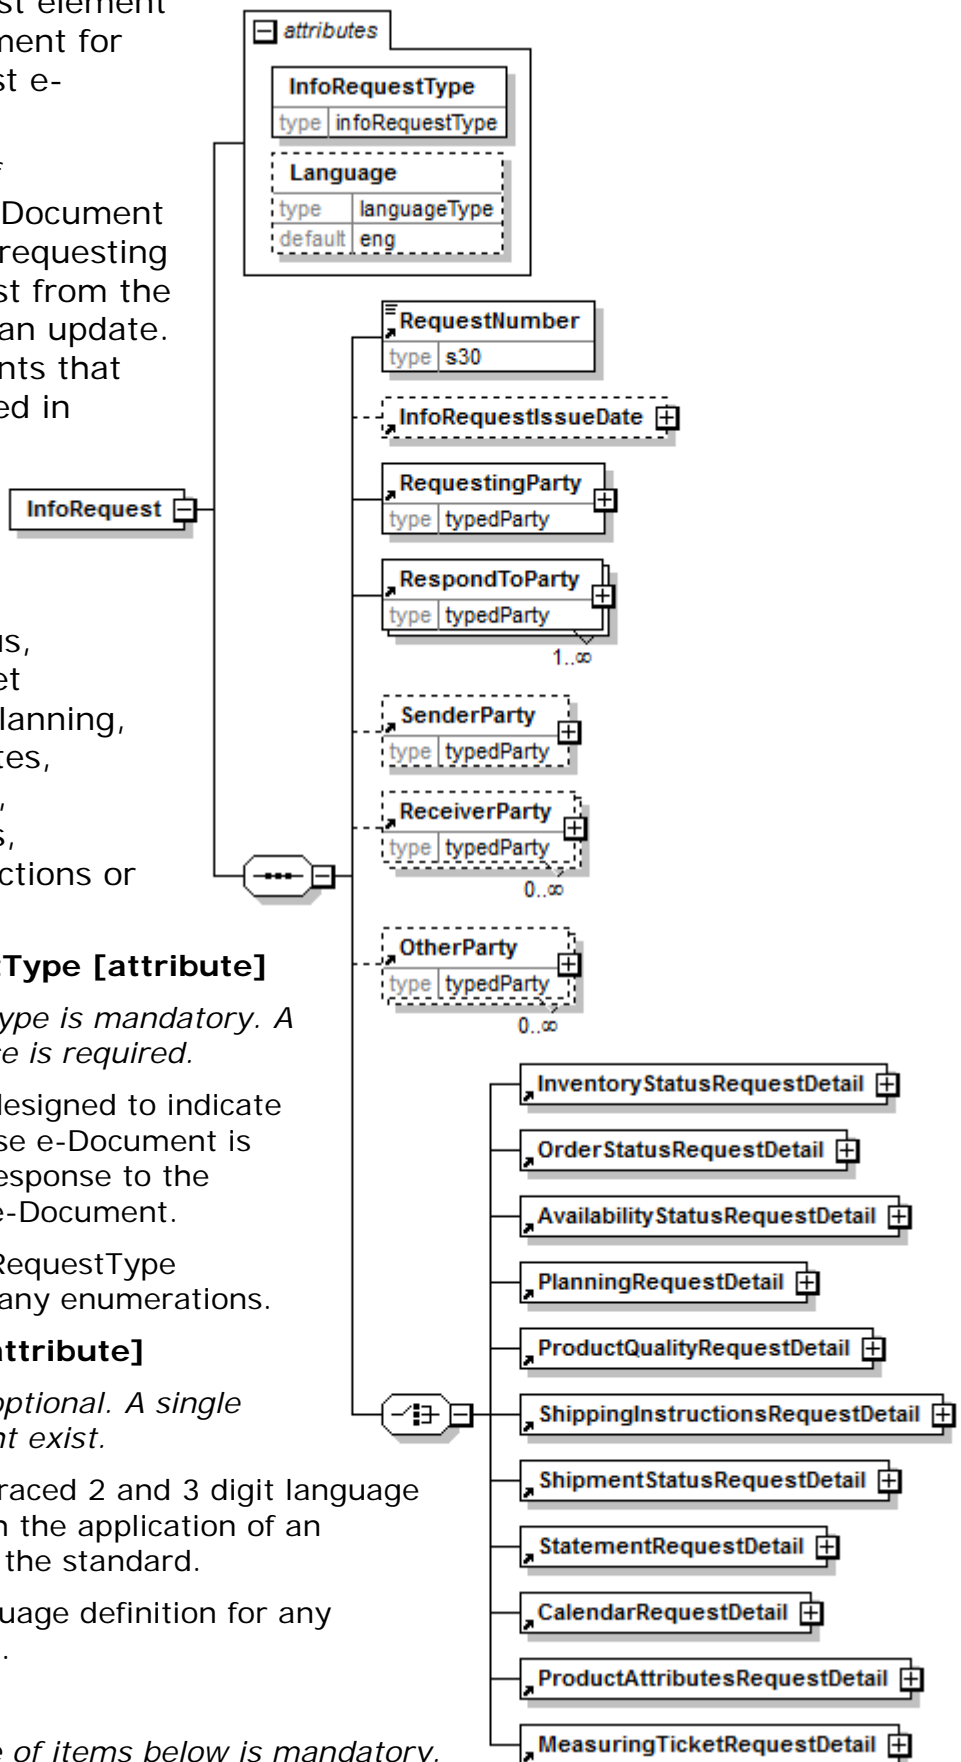 st element
ment for
st e-
Document
requesting
st from the
an update.
nts that
ed in
us,
et
lanning,
tes,
,
s,
ctions or
tType [attribute]
ype is mandatory. A
ce is required.
designed to indicate
se e-Document is
esponse to the
e-Document.
RequestType
any enumerations.
attribute]
optional. A single
nt exist.
raced 2 and 3 digit language
n the application of an
the standard.
uage definition for any
.
e of items below is mandatory.
attributes
InfoRequestType
type infoRequestType
Language
type languageType
default eng
InfoRequest
RequestNumber
type s30
InfoRequestIssueDate
RequestingParty
type typedParty
RespondToParty
type typedParty
1..∞
SenderParty
type typedParty
ReceiverParty
type typedParty
0..∞
OtherParty
type typedParty
0..∞
InventoryStatusRequestDetail
OrderStatusRequestDetail
AvailabilityStatusRequestDetail
PlanningRequestDetail
ProductQualityRequestDetail
ShippingInstructionsRequestDetail
ShipmentStatusRequestDetail
StatementRequestDetail
CalendarRequestDetail
ProductAttributesRequestDetail
MeasuringTicketRequestDetail